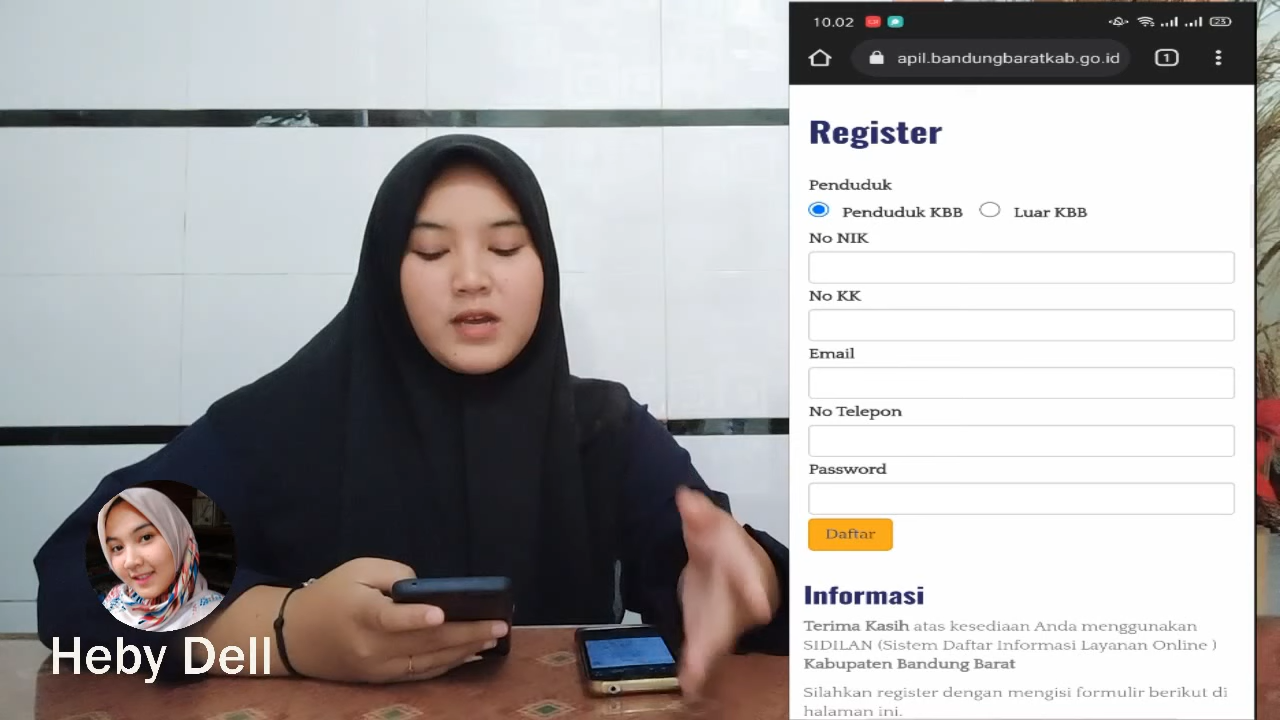 10.02
23
apil.bandungbaratkab.go.id
1
Register
Penduduk
Penduduk KBB Luar KBB
No NIK
No KK
Email
No Telepon
Password
Daftar
Informasi
Terima Kasih atas kesediaan Anda menggunakan
SIDILAN (Sistem Daftar Informasi Layanan Online )
Kabupaten Bandung Barat
Silahkan register dengan mengisi formulir berikut di
halaman ini.
Heby Dell